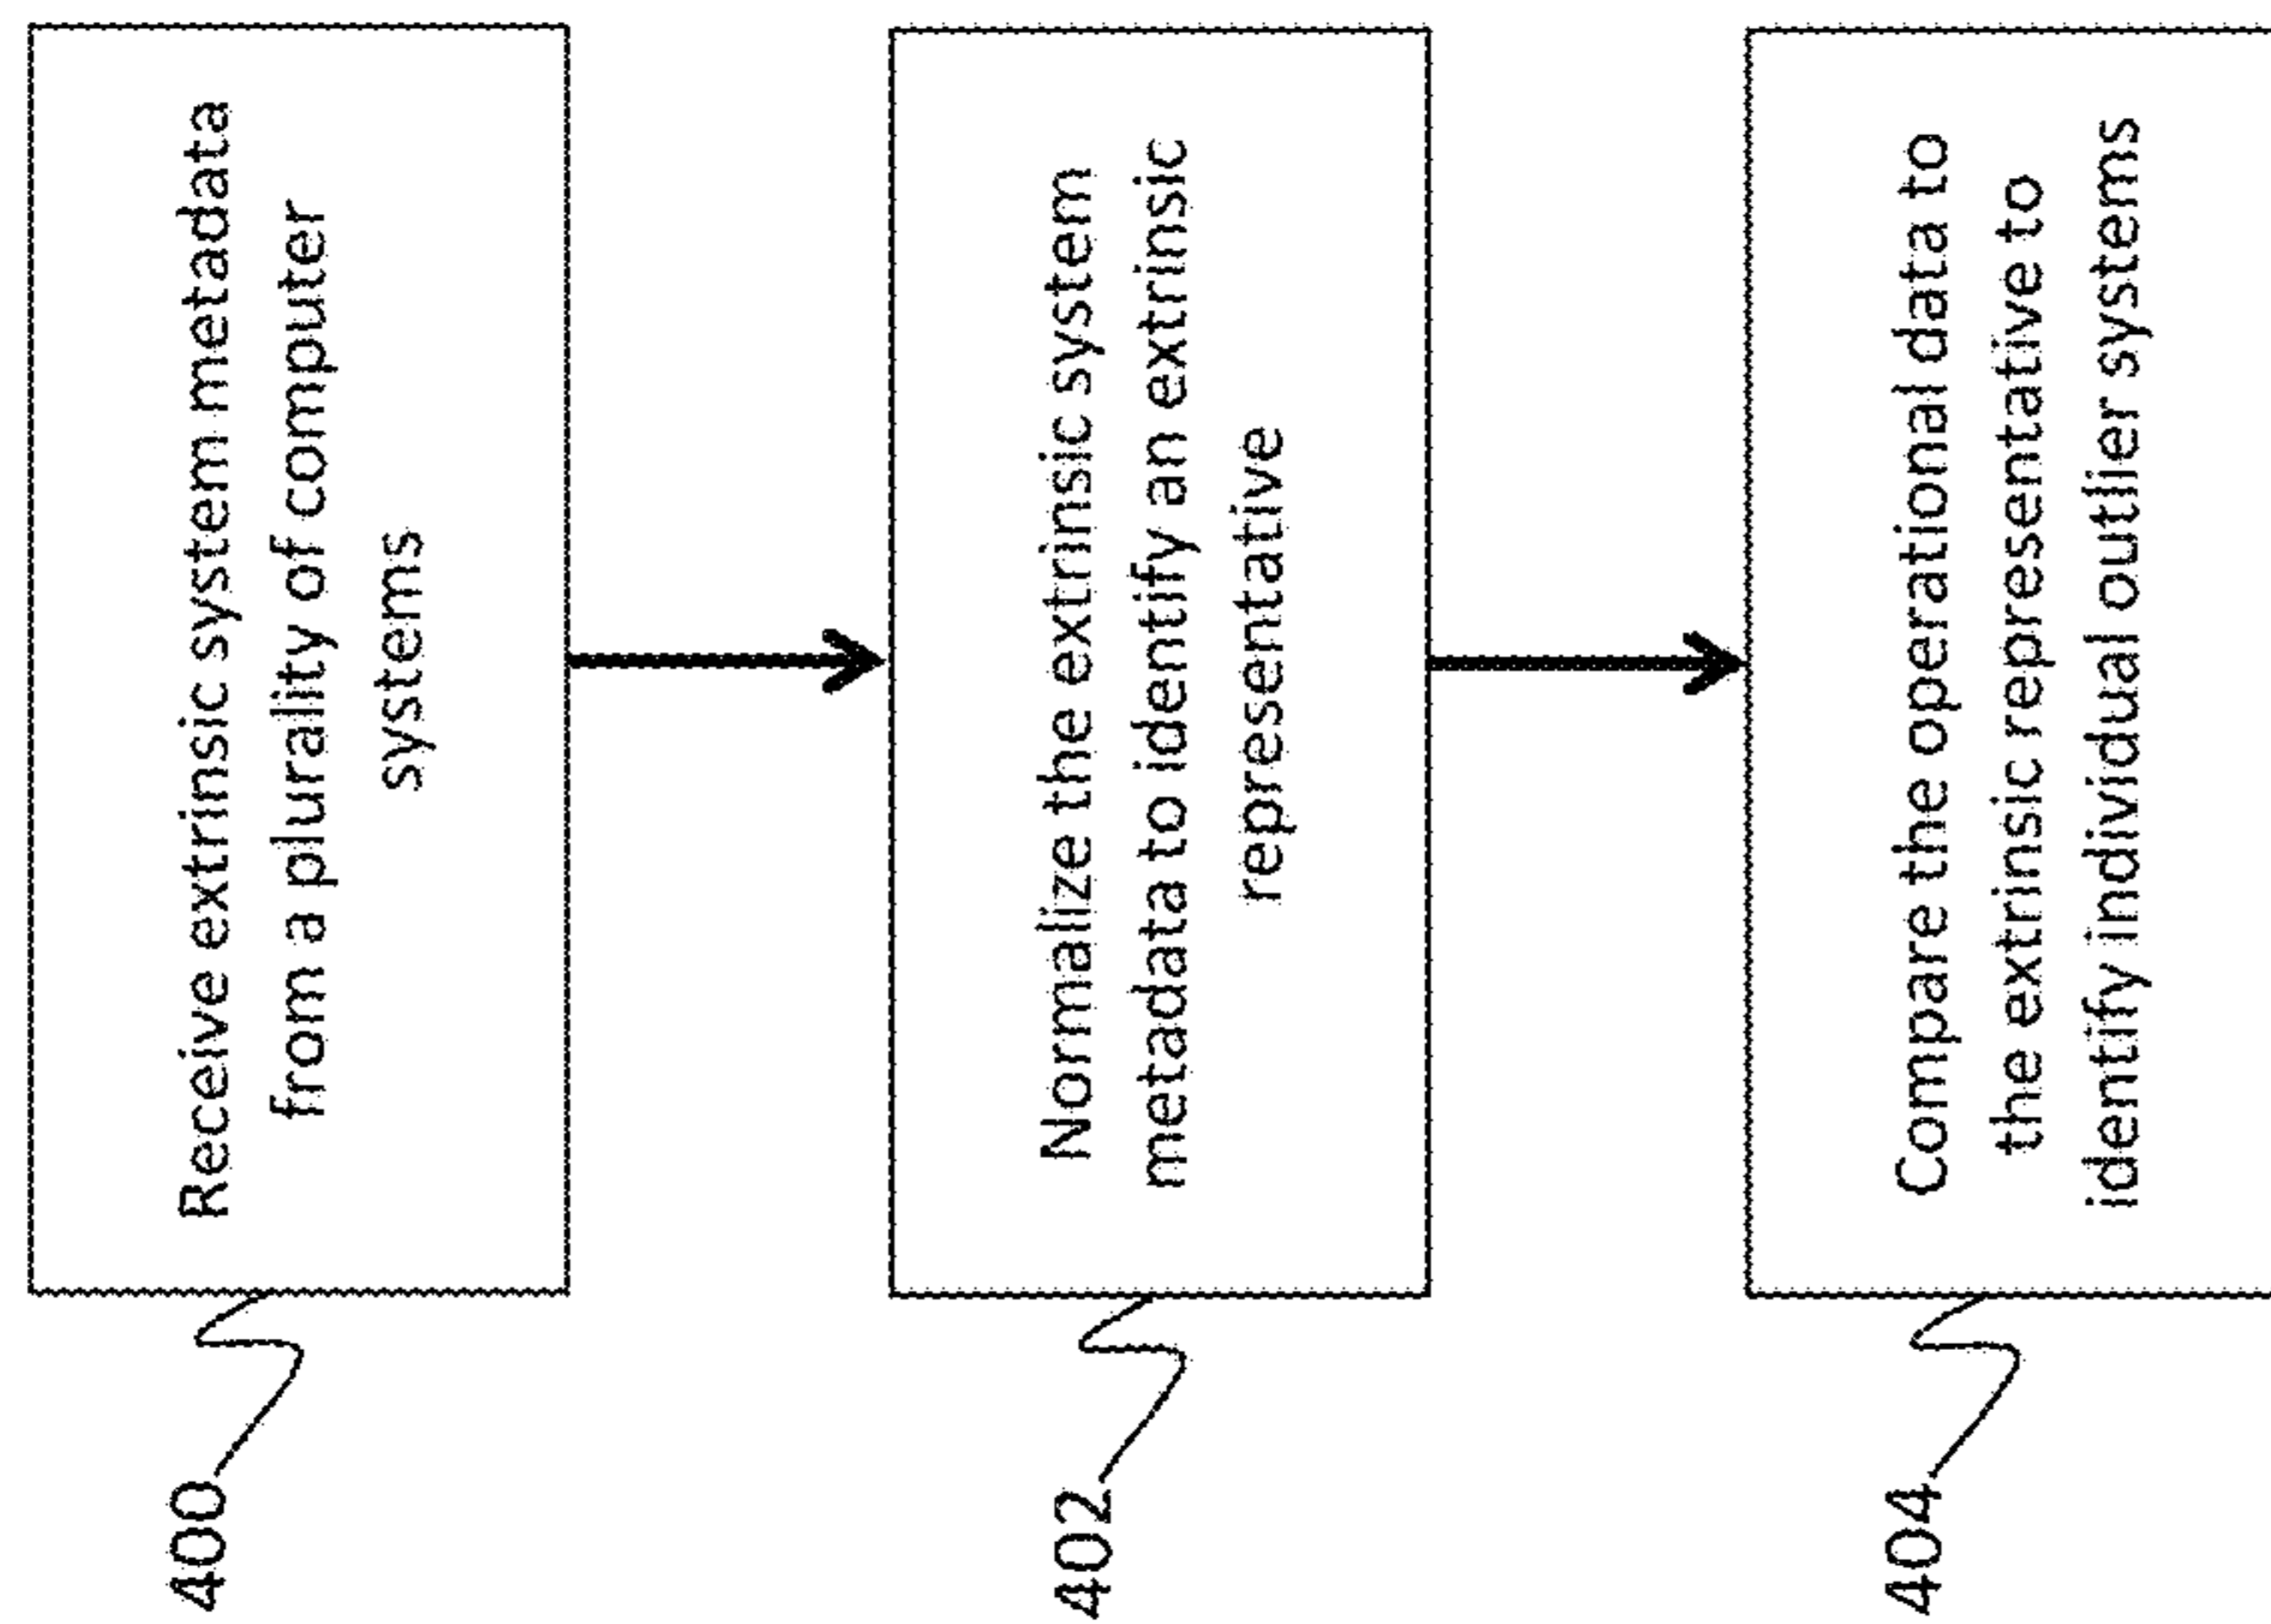 400
Receive extrinsic system metadata
from a plurality of computer
systems
402
Normalize the extrinsic system
metadata to identify an extrinsic
representative
404
Compare the operational data to
the extrinsic representative to
identify individual outlier systems